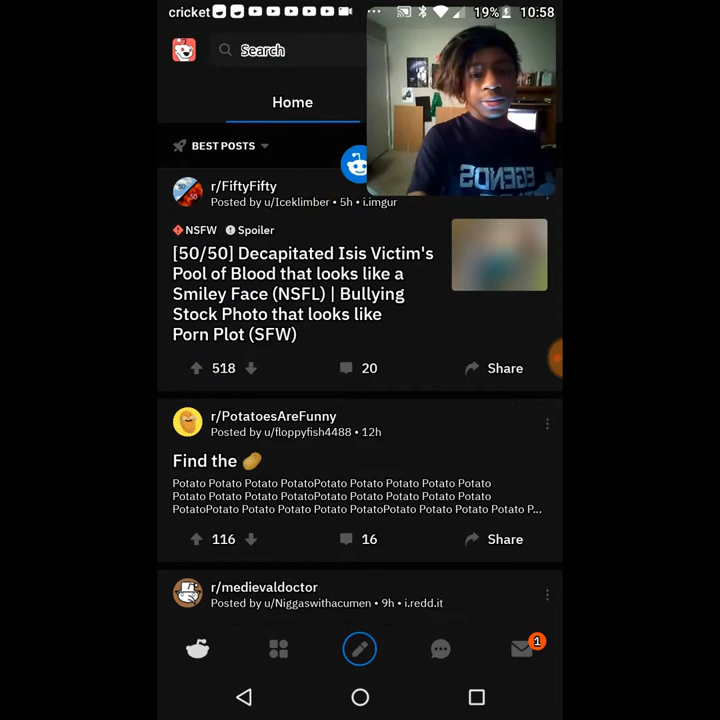 cricket 19% 10:58
Search
Home
BEST POSTS
r/FiftyFifty
Posted by u/Iceklimber • 5h • i.imgur
NSFW Spoiler
[50/50] Decapitated Isis Victim's
Pool of Blood that looks like a
Smiley Face (NSFL) | Bullying
Stock Photo that looks like
Porn Plot (SFW)
518 20 Share
r/PotatoesAreFunny
Posted by u/floppyfish4488 • 12h
Find the 🥔
Potato Potato Potato PotatoPotato Potato Potato Potato Potato
Potato Potato Potato PotatoPotato Potato Potato Potato Potato
PotatoPotato Potato Potato Potato PotatoPotato Potato Potato Potato P...
116 16 Share
r/medievaldoctor
Posted by u/Niggaswithacumen • 9h • i.redd.it
1
LEGENDS